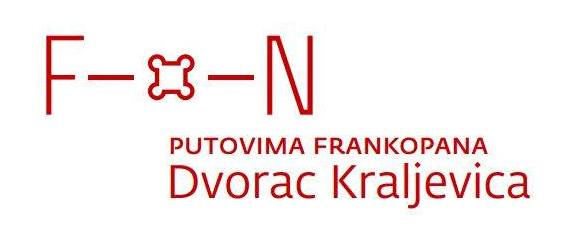 F N
PUTOVIMA FRANKOPANA
Dvorac Kraljevica